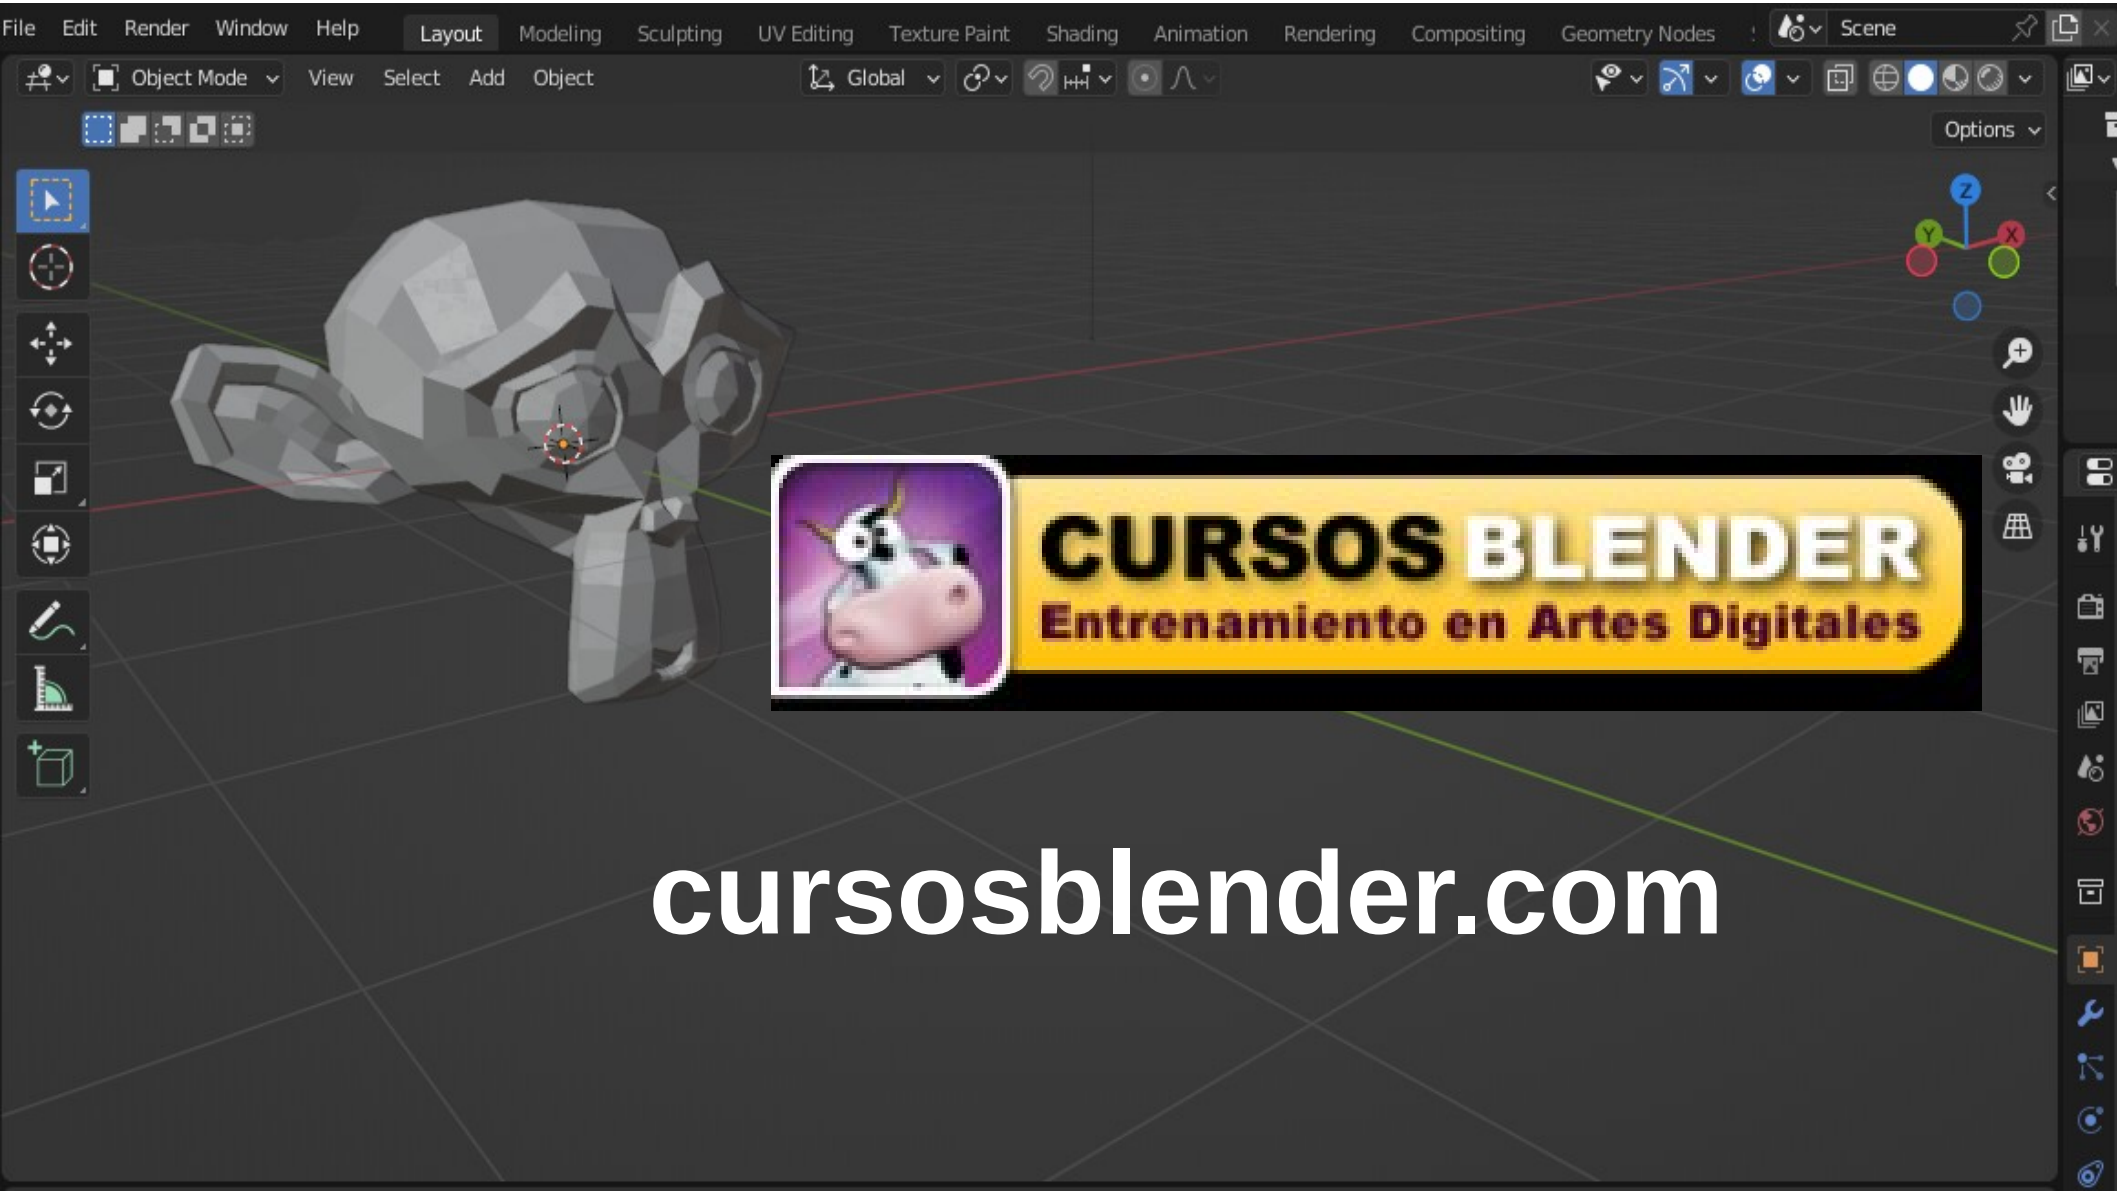 File Edit Render Window Help Layout Modeling Sculpting UV Editing Texture Paint Shading Animation Rendering Compositing Geometry Nodes Scene
Object Mode View Select Add Object Global
Options
Z
Y X
CURSOS BLENDER
Entrenamiento en Artes Digitales
cursosblender.com